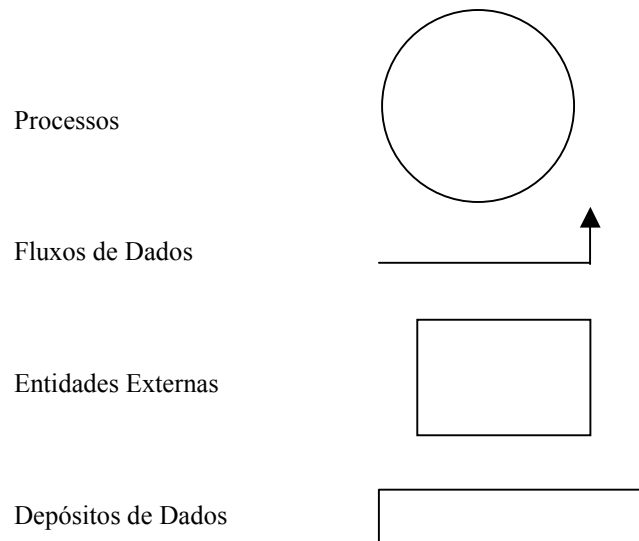 Processos
Fluxos de Dados
Entidades Externas
Depósitos de Dados